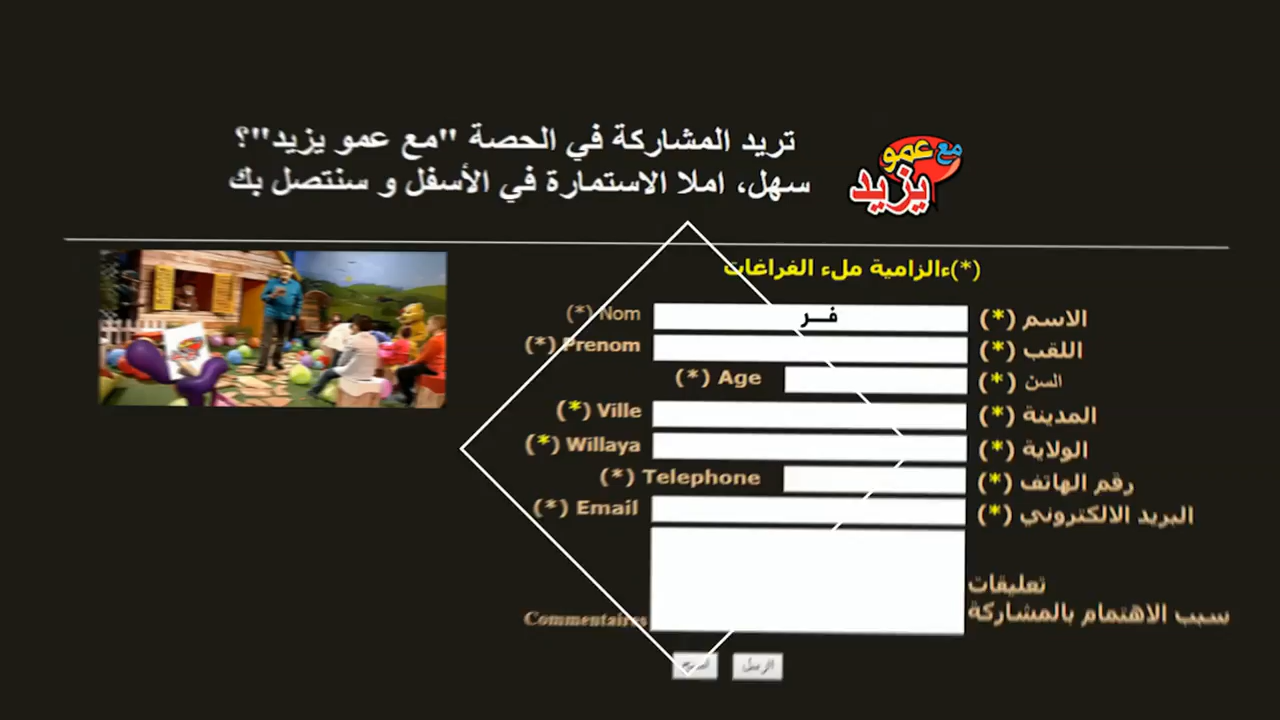 تريد المشاركة في الحصة "مع عمو يزيد"؟
سهل، املا الاستمارة في الأسفل و سنتصل بك
مع عمو يزيد
(*)ءالزامية ملء الفراغات
الاسم (*) فـر (*) Nom
اللقب (*) (*) Prenom
السن (*) (*) Age
المدينة (*) (*) Ville
الولاية (*) (*) Willaya
رقم الهاتف (*) (*) Telephone
البريد الالكتروني (*) (*) Email
تعليقات
سبب الاهتمام بالمشاركة
Commentaires